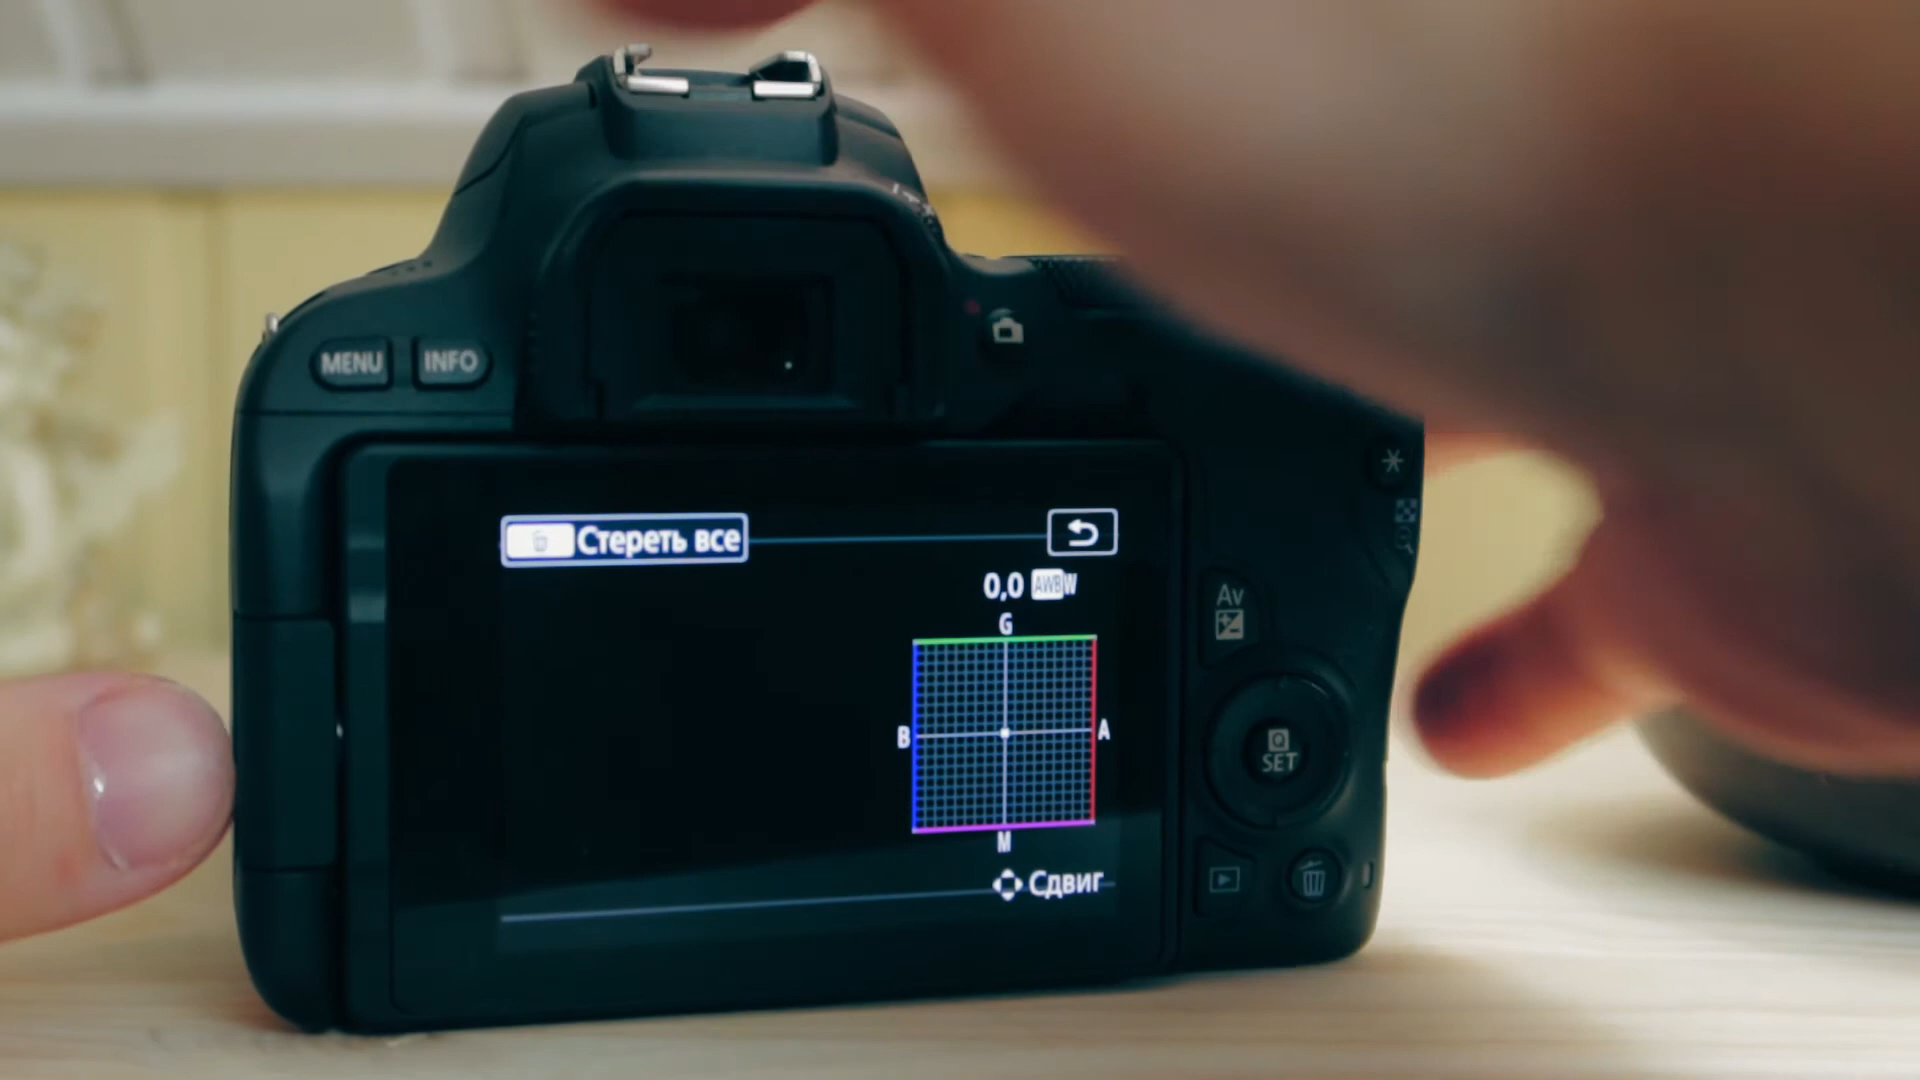 MENU INFO
Стереть все
0,0 AWBW
G
B A
M
Сдвиг
Av
Q
SET